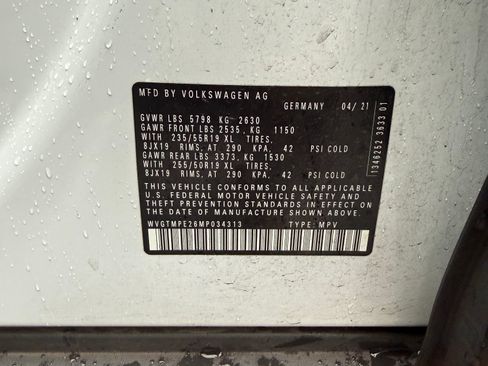 MFD BY VOLKSWAGEN AG
GERMANY 04/21
GVWR LBS 5798 KG 2630
GAWR FRONT LBS 2535, KG 1150
235/55R19 XL TIRES,
8JX19 RIMS, AT 290 KPA, 42 PSI COLD
GAWR REAR LBS 3373, KG 1530
255/50R19 XL TIRES,
8JX19 RIMS, AT 290 KPA, 42 PSI COLD
THIS VEHICLE CONFORMS TO ALL APPLICABLE
U.S. FEDERAL MOTOR VEHICLE SAFETY AND
THEFT PREVENTION STANDARDS IN EFFECT ON
THE DATE OF MANUFACTURE SHOWN ABOVE
WVGTMPE26MP034313 TYPE: MPV
1346252 3633 01